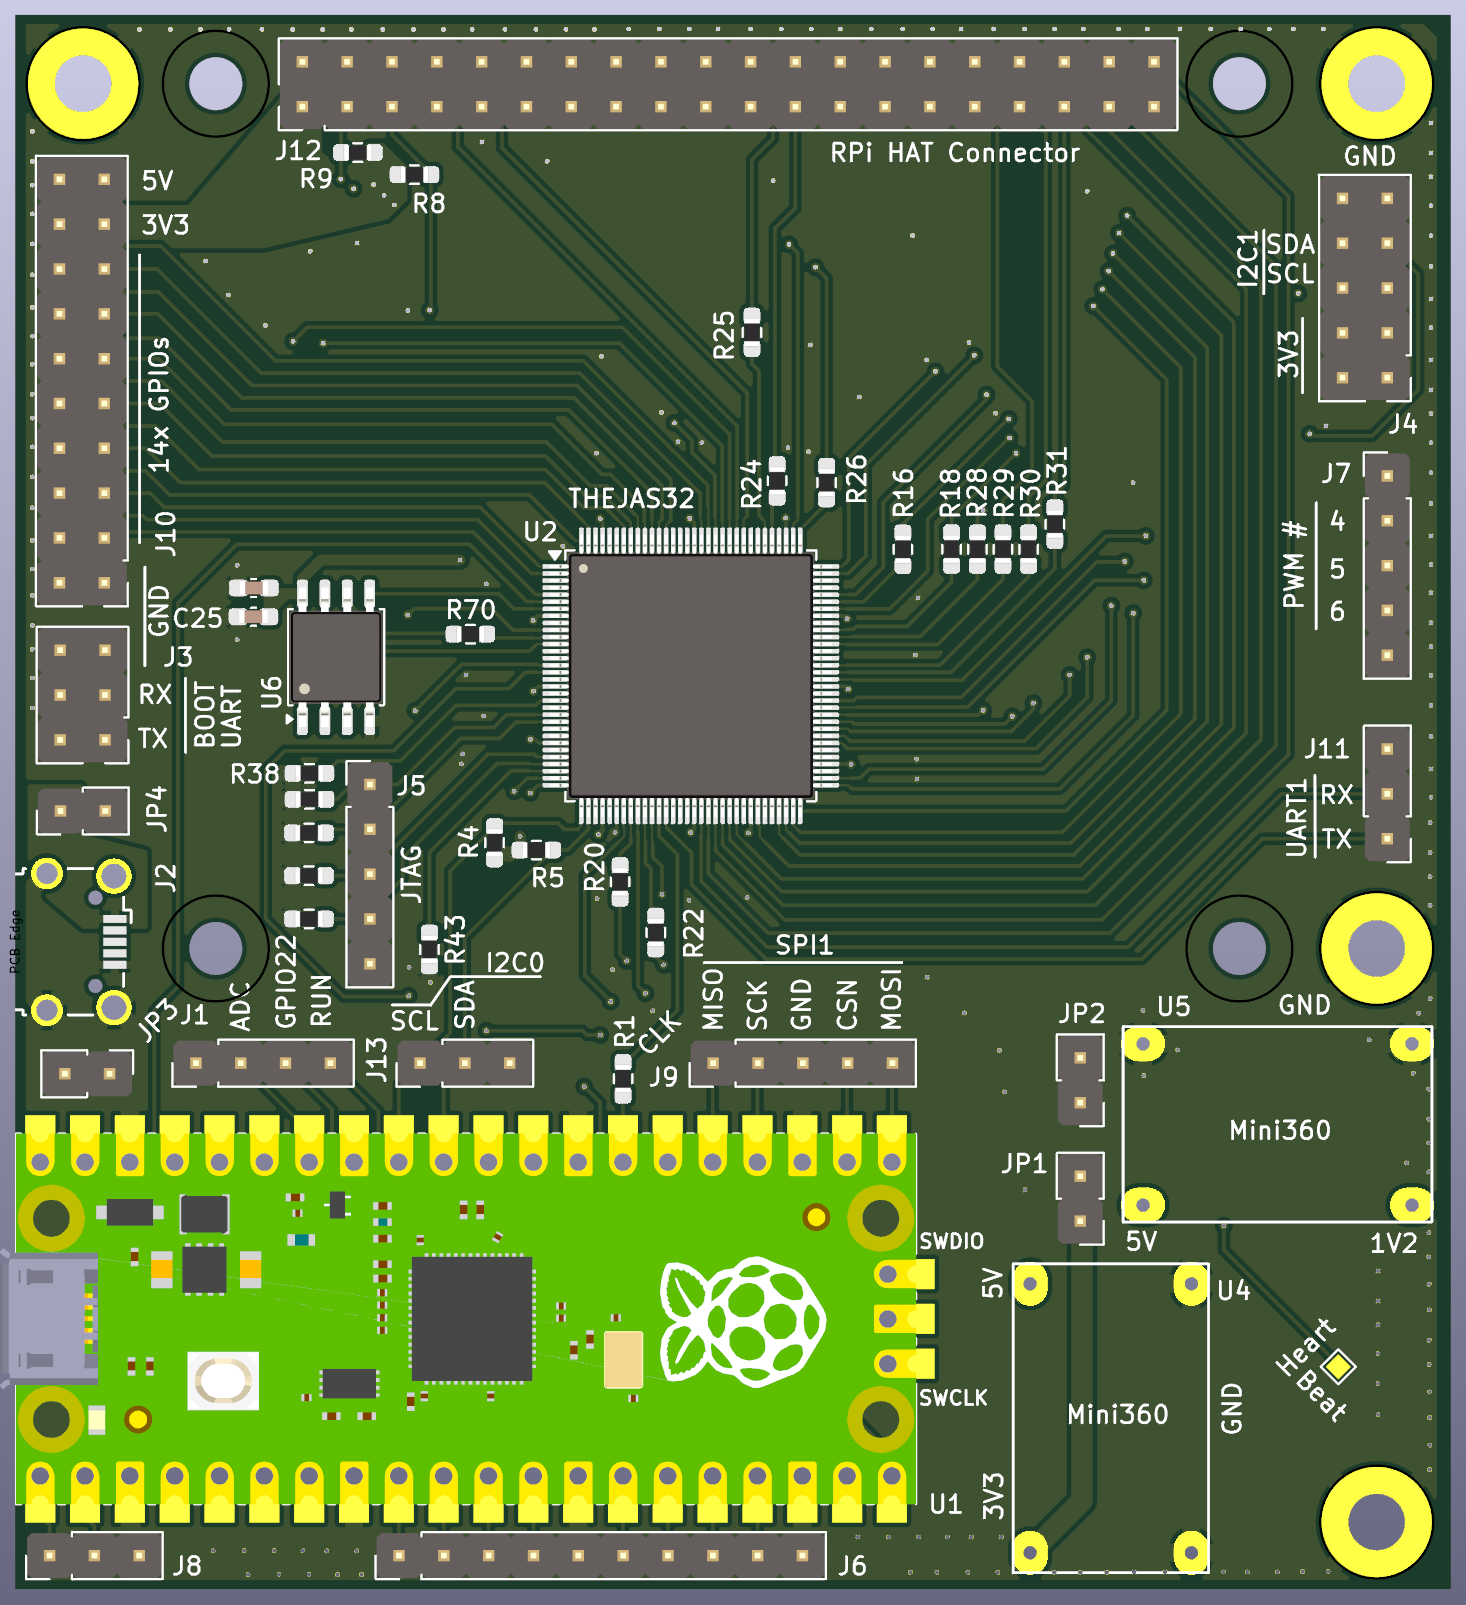 J12
R9
R8
RPi HAT Connector
GND
5V
3V3
14x GPIOs
J10
I2C1
SDA
SCL
3V3
J4
R25
R24
R26
R16
R18
R28
R29
R30
R31
THEJAS32
U2
J7
PWM #
4
5
6
GND
C25
R70
J3
RX
TX
BOOT
UART
U6
R38
J5
JTAG
JP4
J2
PCB Edge
R4
R5
R20
R22
R43
J11
UART1
RX
TX
I2C0
SCL
SDA
SPI1
MISO
SCK
GND
CSN
MOSI
JP3
J1
ADC
GPIO22
RUN
J13
R1
CLK
J9
JP2
U5
GND
Mini360
JP1
5V
1V2
SWDIO
SWCLK
5V
U4
Mini360
GND
3V3
Heart
Beat
U1
J8
J6